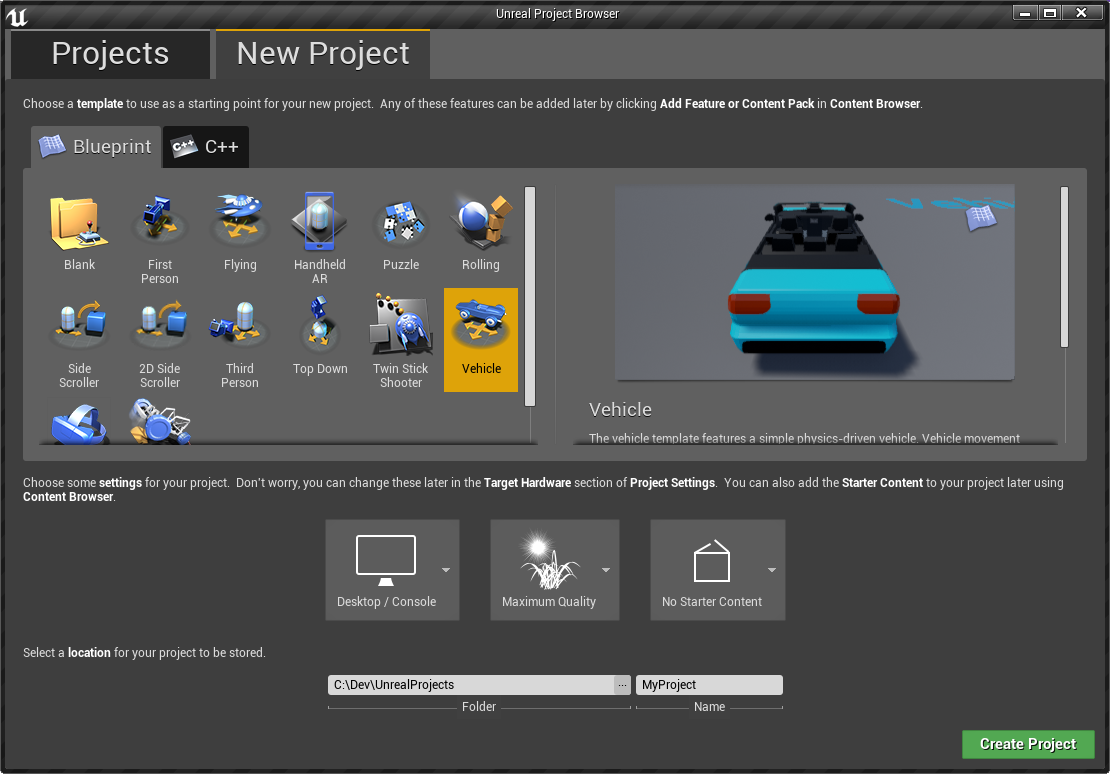 Unreal Project Browser
Projects
New Project
Choose a template to use as a starting point for your new project.  Any of these features can be added later by clicking Add Feature or Content Pack in Content Browser.
Blueprint
C++
C++
Blank
First
Person
Flying
Handheld
AR
Puzzle
Rolling
Side
Scroller
2D Side
Scroller
Third
Person
Top Down
Twin Stick
Shooter
Vehicle
Vehicle
The vehicle template features a simple physics-driven vehicle. Vehicle movement
Choose some settings for your project.  Don't worry, you can change these later in the Target Hardware section of Project Settings.  You can also add the Starter Content to your project later using
Content Browser.
Desktop / Console
Maximum Quality
No Starter Content
Select a location for your project to be stored.
C:\Dev\UnrealProjects
...
MyProject
Folder
Name
Create Project